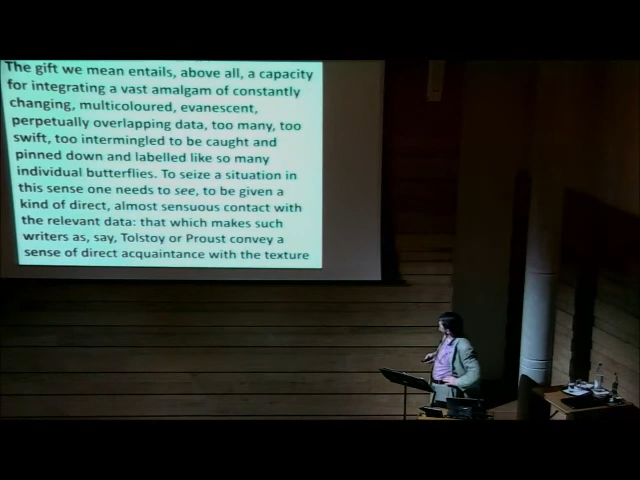 The gift we mean entails, above all, a capacity
for integrating a vast amalgam of constantly
changing, multicoloured, evanescent,
perpetually overlapping data, too many, too
swift, too intermingled to be caught and
pinned down and labelled like so many
individual butterflies. To seize a situation in
this sense one needs to see, to be given a
kind of direct, almost sensuous contact with
the relevant data: that which makes such
writers as, say, Tolstoy or Proust convey a
sense of direct acquaintance with the texture